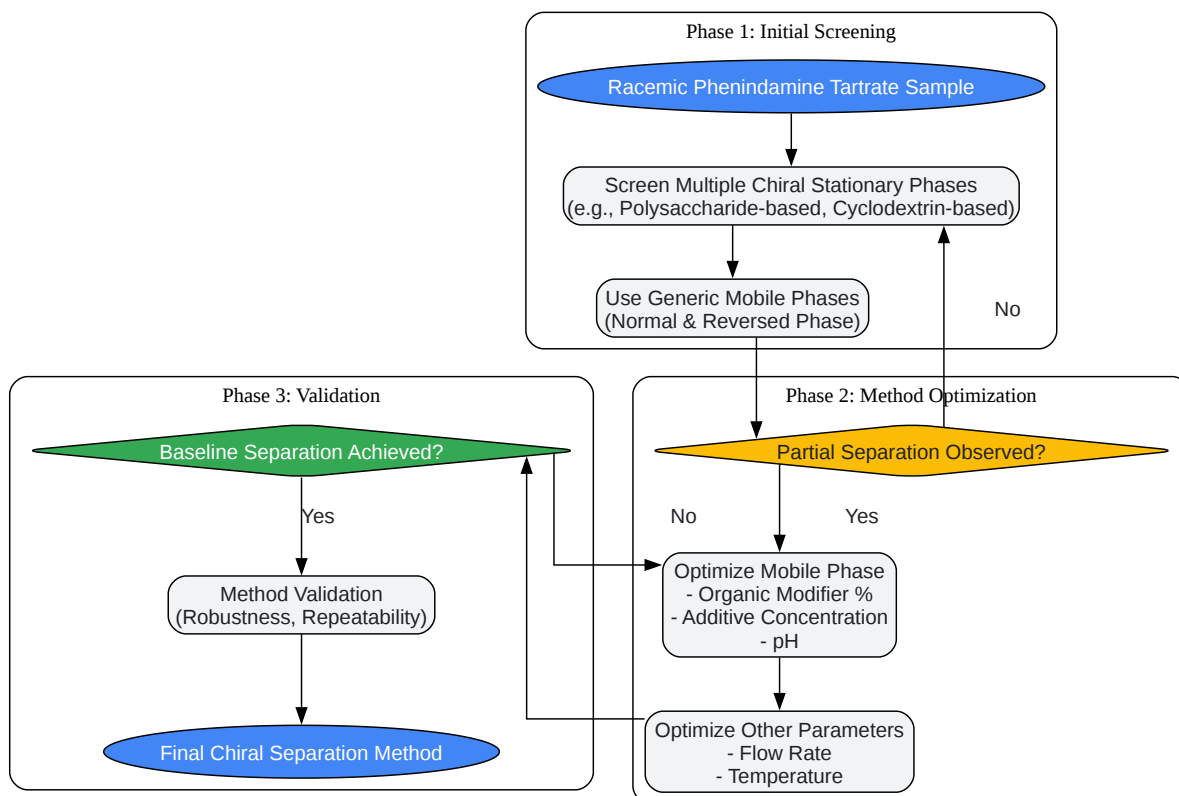 Phase 1: Initial Screening
Racemic Phenindamine Tartrate Sample
Screen Multiple Chiral Stationary Phases
(e.g., Polysaccharide-based, Cyclodextrin-based)
Use Generic Mobile Phases
(Normal & Reversed Phase)
No
Phase 2: Method Optimization
Partial Separation Observed?
Yes
Optimize Mobile Phase
- Organic Modifier %
- Additive Concentration
- pH
Optimize Other Parameters
- Flow Rate
- Temperature
Phase 3: Validation
Baseline Separation Achieved?
No
Yes
Method Validation
(Robustness, Repeatability)
Final Chiral Separation Method